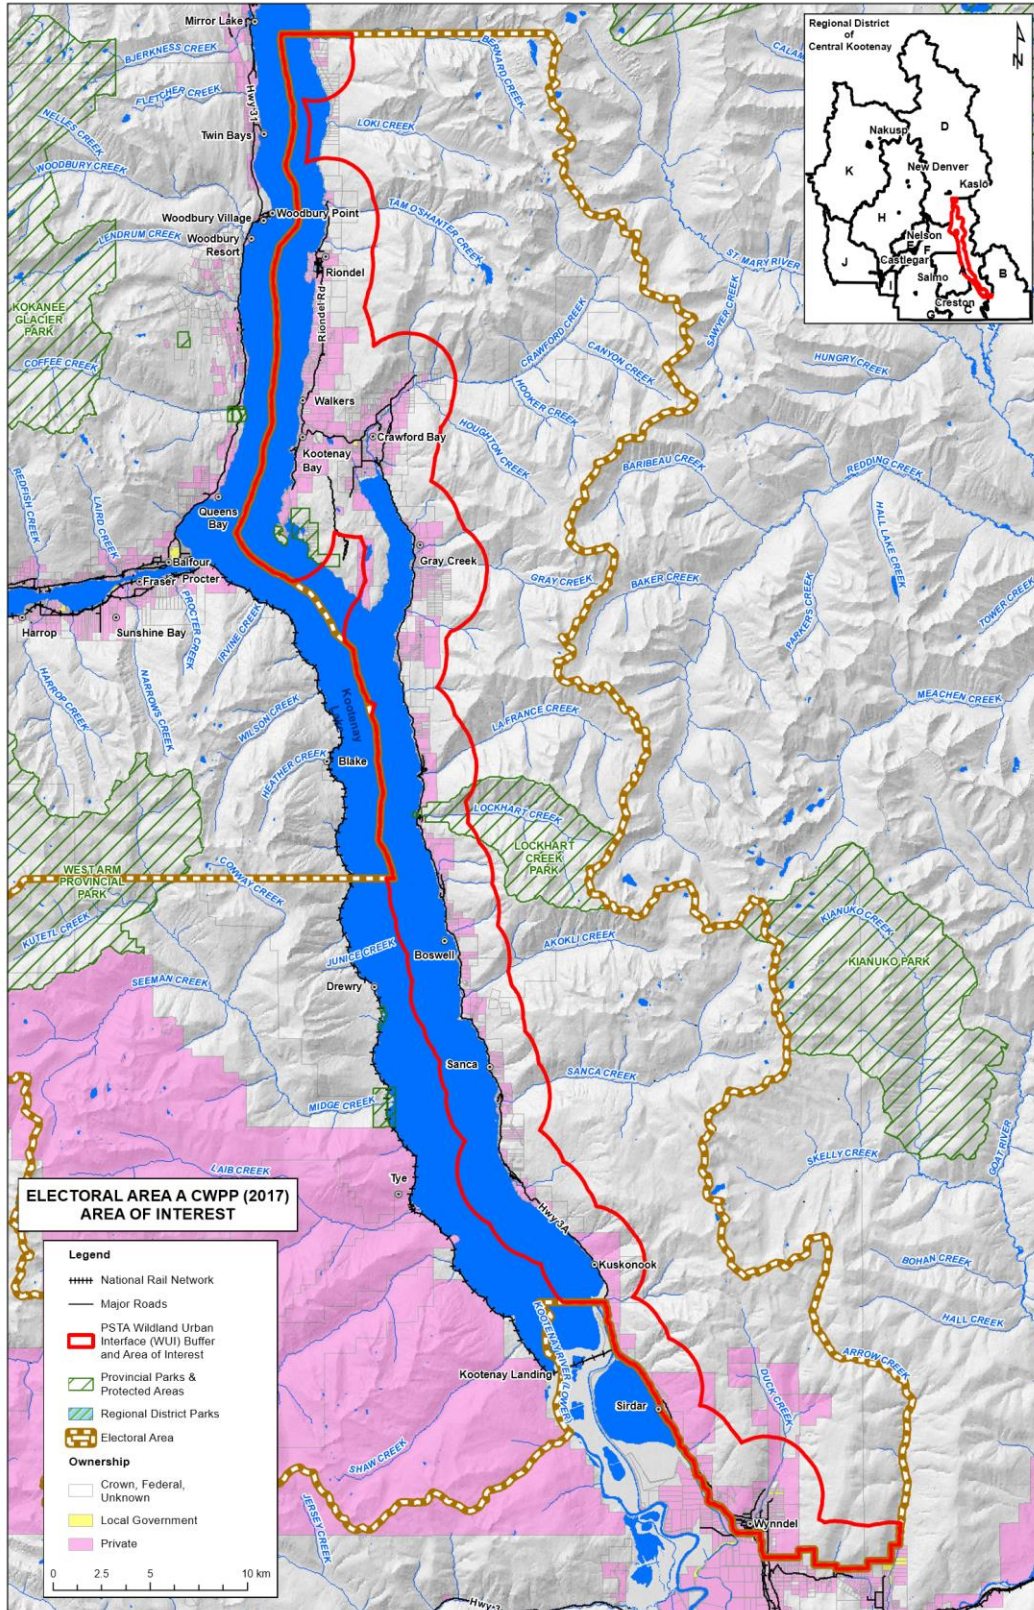 Mirror Lake
BJERKNESS CREEK
FLETCHER CREEK
Hwy 31
NELLES CREEK
Twin Bays
WOODBURY CREEK
Woodbury Village
Woodbury Point
LENDRUM CREEK
Woodbury
Resort
Riondel
Riondel Rd
KOKANEE
GLACIER
PARK
COFFEE CREEK
BERNARD CREEK
LOKI CREEK
TAM O'SHANTER CREEK
ST. MARY RIVER
SAWYER CREEK
CRAWFORD CREEK
CANYON CREEK
HOOKER CREEK
HOUGHTON CREEK
HUNGRY CREEK
Regional District
of
Central Kootenay
N
D
Nakusp
K
New Denver
Kaslo
H
Nelson
E
F
J
Castlegar
A
B
I
Salmo
Creston
G
C
Walkers
Crawford Bay
Kootenay
Bay
BARIBEAU CREEK
REDDING CREEK
REDFISH CREEK
LAIRD CREEK
Queens
Bay
HALL LAKE CREEK
Balfour
Fraser
Procter
Gray Creek
GRAY CREEK
BAKER CREEK
PARKERS CREEK
TOWER CREEK
Harrop
Sunshine Bay
PROCTER CREEK
IRVINE CREEK
HARROP CREEK
NARROWS CREEK
WILSON CREEK
Kootenay
MEACHEN CREEK
LA FRANCE CREEK
HEATHER CREEK
Blake
LOCKHART CREEK
LOCKHART
CREEK
PARK
WEST ARM
PROVINCIAL
PARK
CONWAY CREEK
KUTETL CREEK
KIANUKO CREEK
KIANUKO PARK
AKOKLI CREEK
JUNICE CREEK
Boswell
SEEMAN CREEK
Drewry
Sanca
SANCA CREEK
MIDGE CREEK
GOAT RIVER
SKELLY CREEK
LAIB CREEK
Tye
Hwy 3A
Kuskonook
BOHAN CREEK
HALL CREEK
ARROW CREEK
KOOTENAY RIVER (LOWER)
Kootenay Landing
DUCK CREEK
Sirdar
SHAW CREEK
JERSEY CREEK
Wynndel
ELECTORAL AREA A CWPP (2017)
AREA OF INTEREST
Legend
National Rail Network
Major Roads
PSTA Wildland Urban
Interface (WUI) Buffer
and Area of Interest
Provincial Parks &
Protected Areas
Regional District Parks
Electoral Area
Ownership
Crown, Federal,
Unknown
Local Government
Private
0 2.5 5 10 km